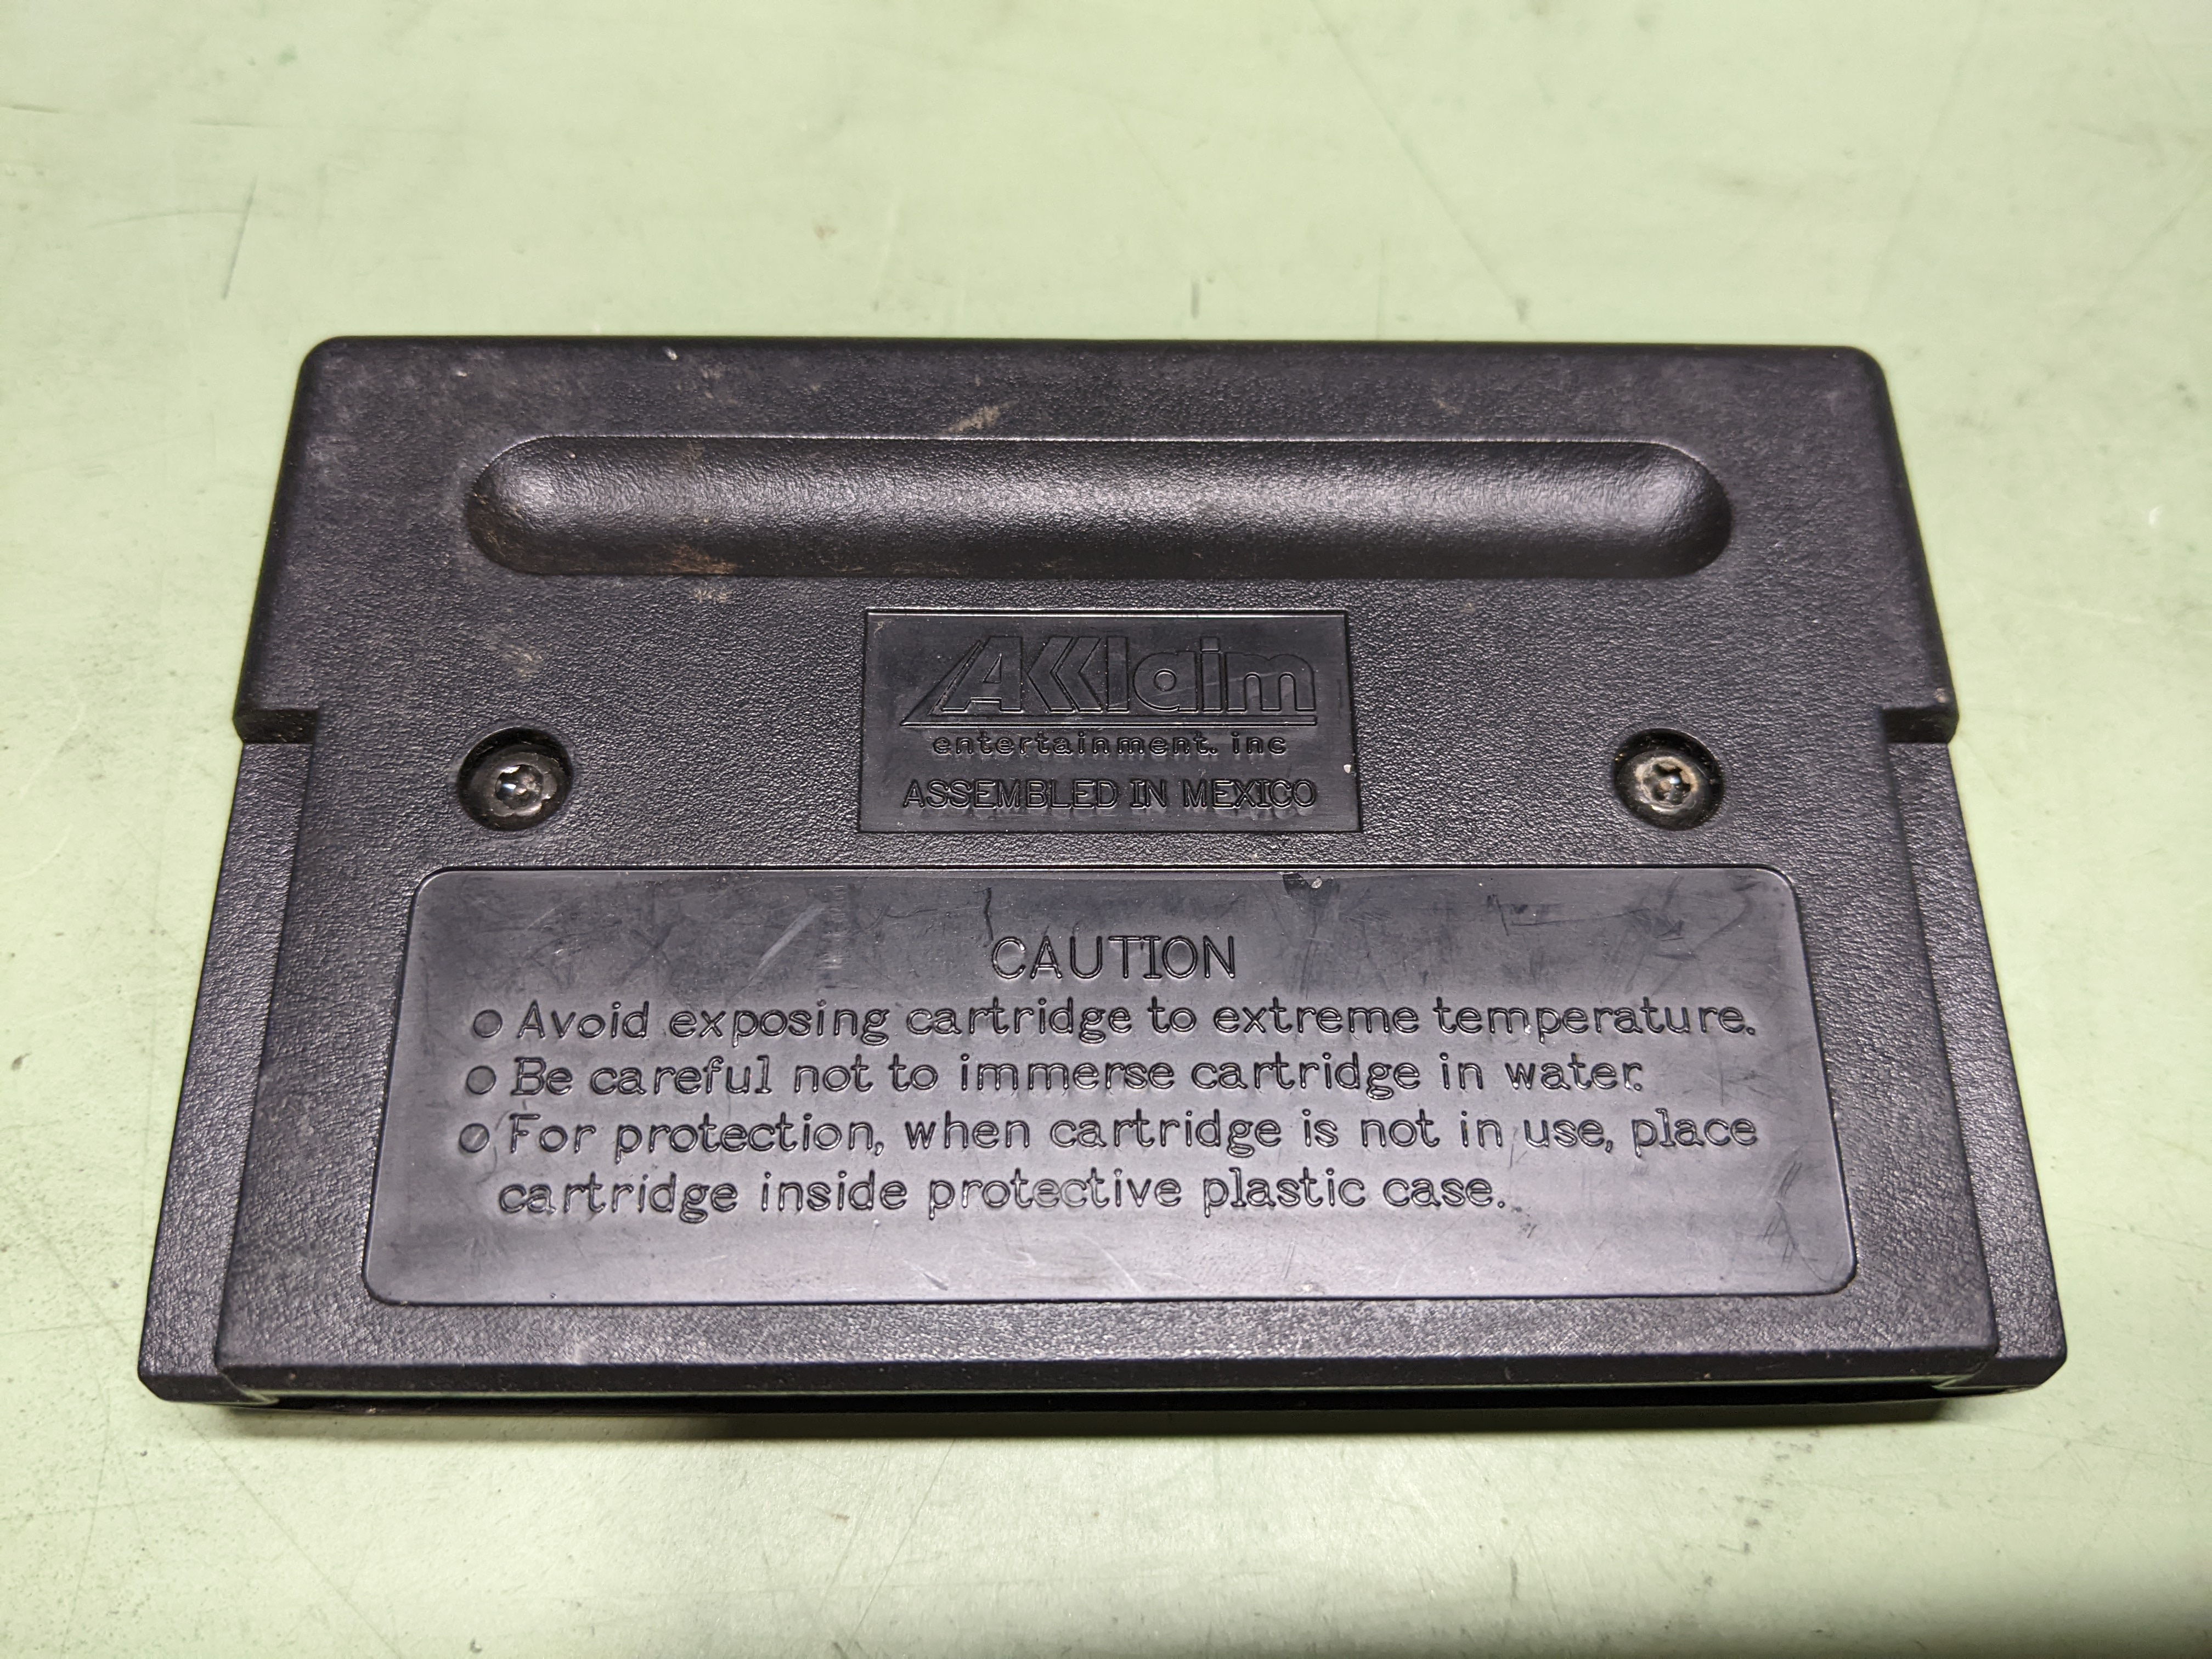 AKKlaim
entertainment. inc
ASSEMBLED IN MEXICO
CAUTION
● Avoid exposing cartridge to extreme temperature.
● Be careful not to immerse cartridge in water.
● For protection, when cartridge is not in use, place
cartridge inside protective plastic case.